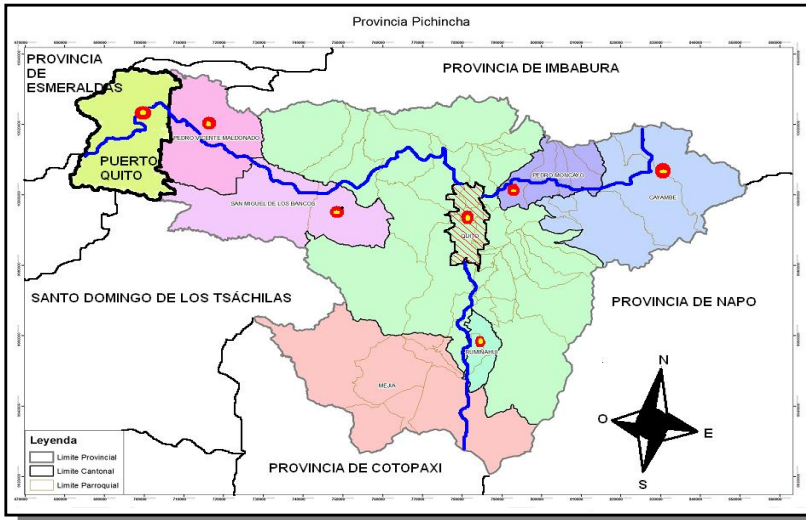 Provincia Pichincha
PROVINCIA
DE
ESMERALDAS
PROVINCIA DE IMBABURA
PEDRO VICENTE MALDONADO
PUERTO
QUITO
PEDRO MONCAYO
CAYAMBE
SAN MIGUEL DE LOS BANCOS
QUITO
SANTO DOMINGO DE LOS TSÁCHILAS
PROVINCIA DE NAPO
RUMIÑAHUI
MEJIA
N
O
E
S
Leyenda
Limite Provincial
Limite Cantonal
Limite Parroquial
PROVINCIA DE COTOPAXI